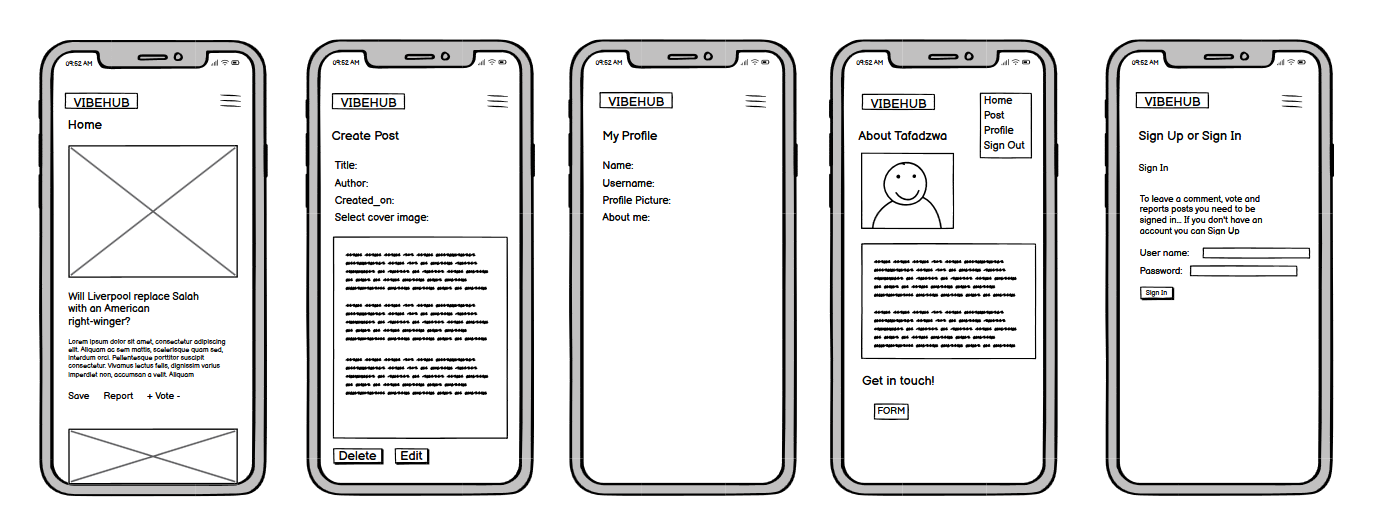 09:52 AM
VIBEHUB
Home
Will Liverpool replace Salah
with an American
right-winger?
Lorem ipsum dolor sit amet, consectetur adipiscing
elit. Aliquam ac sem mattis, scelerisque quam sed,
interdum orci. Pellentesque porttitor suscipit
consectetur. Vivamus lectus felis, dignissim varius
imperdiet non, accumsan a velit. Aliquam
Save Report + Vote -
09:52 AM
VIBEHUB
Create Post
Title:
Author:
Created_on:
Select cover image:
Delete Edit
09:52 AM
VIBEHUB
My Profile
Name:
Username:
Profile Picture:
About me:
09:52 AM
VIBEHUB
Home
Post
Profile
Sign Out
About Tafadzwa
Get in touch!
FORM
09:52 AM
VIBEHUB
Sign Up or Sign In
Sign In
To leave a comment, vote and
reports posts you need to be
signed in... If you don't have an
account you can Sign Up
User name:
Password:
Sign In